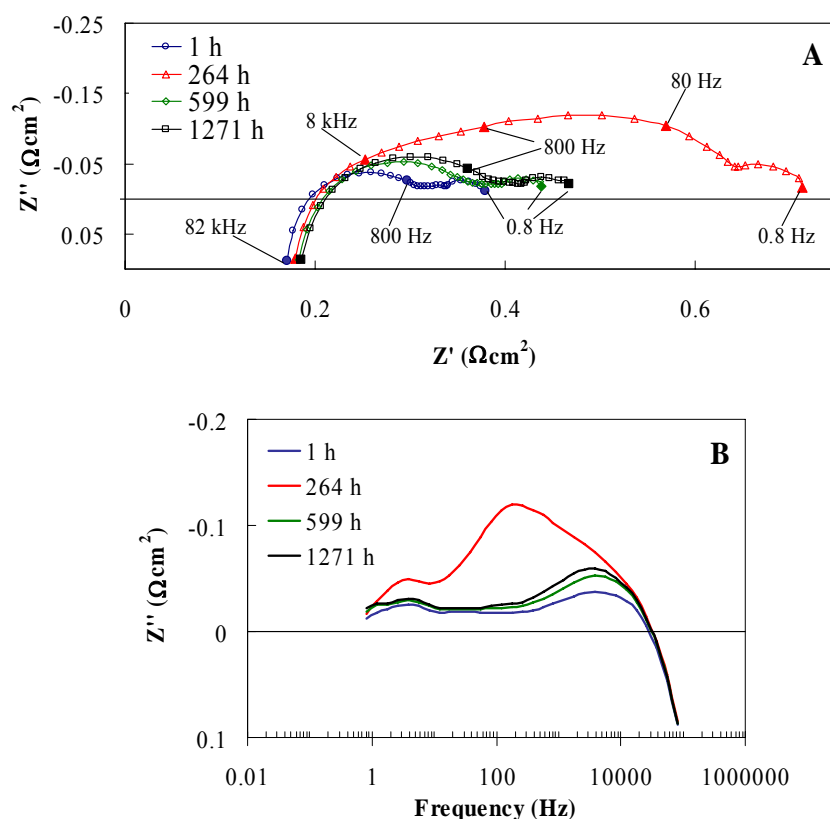 -0.25
A
1 h
264 h
599 h
1271 h
-0.15
80 Hz
8 kHz
800 Hz
-0.05
0.05
82 kHz
800 Hz
0.8 Hz
0.8 Hz
Z'' (Ωcm²)
0
0.2
0.4
0.6
Z' (Ωcm²)
-0.2
B
1 h
264 h
599 h
1271 h
-0.1
0
0.1
Z'' (Ωcm²)
0.01
1
100
10000
1000000
Frequency (Hz)